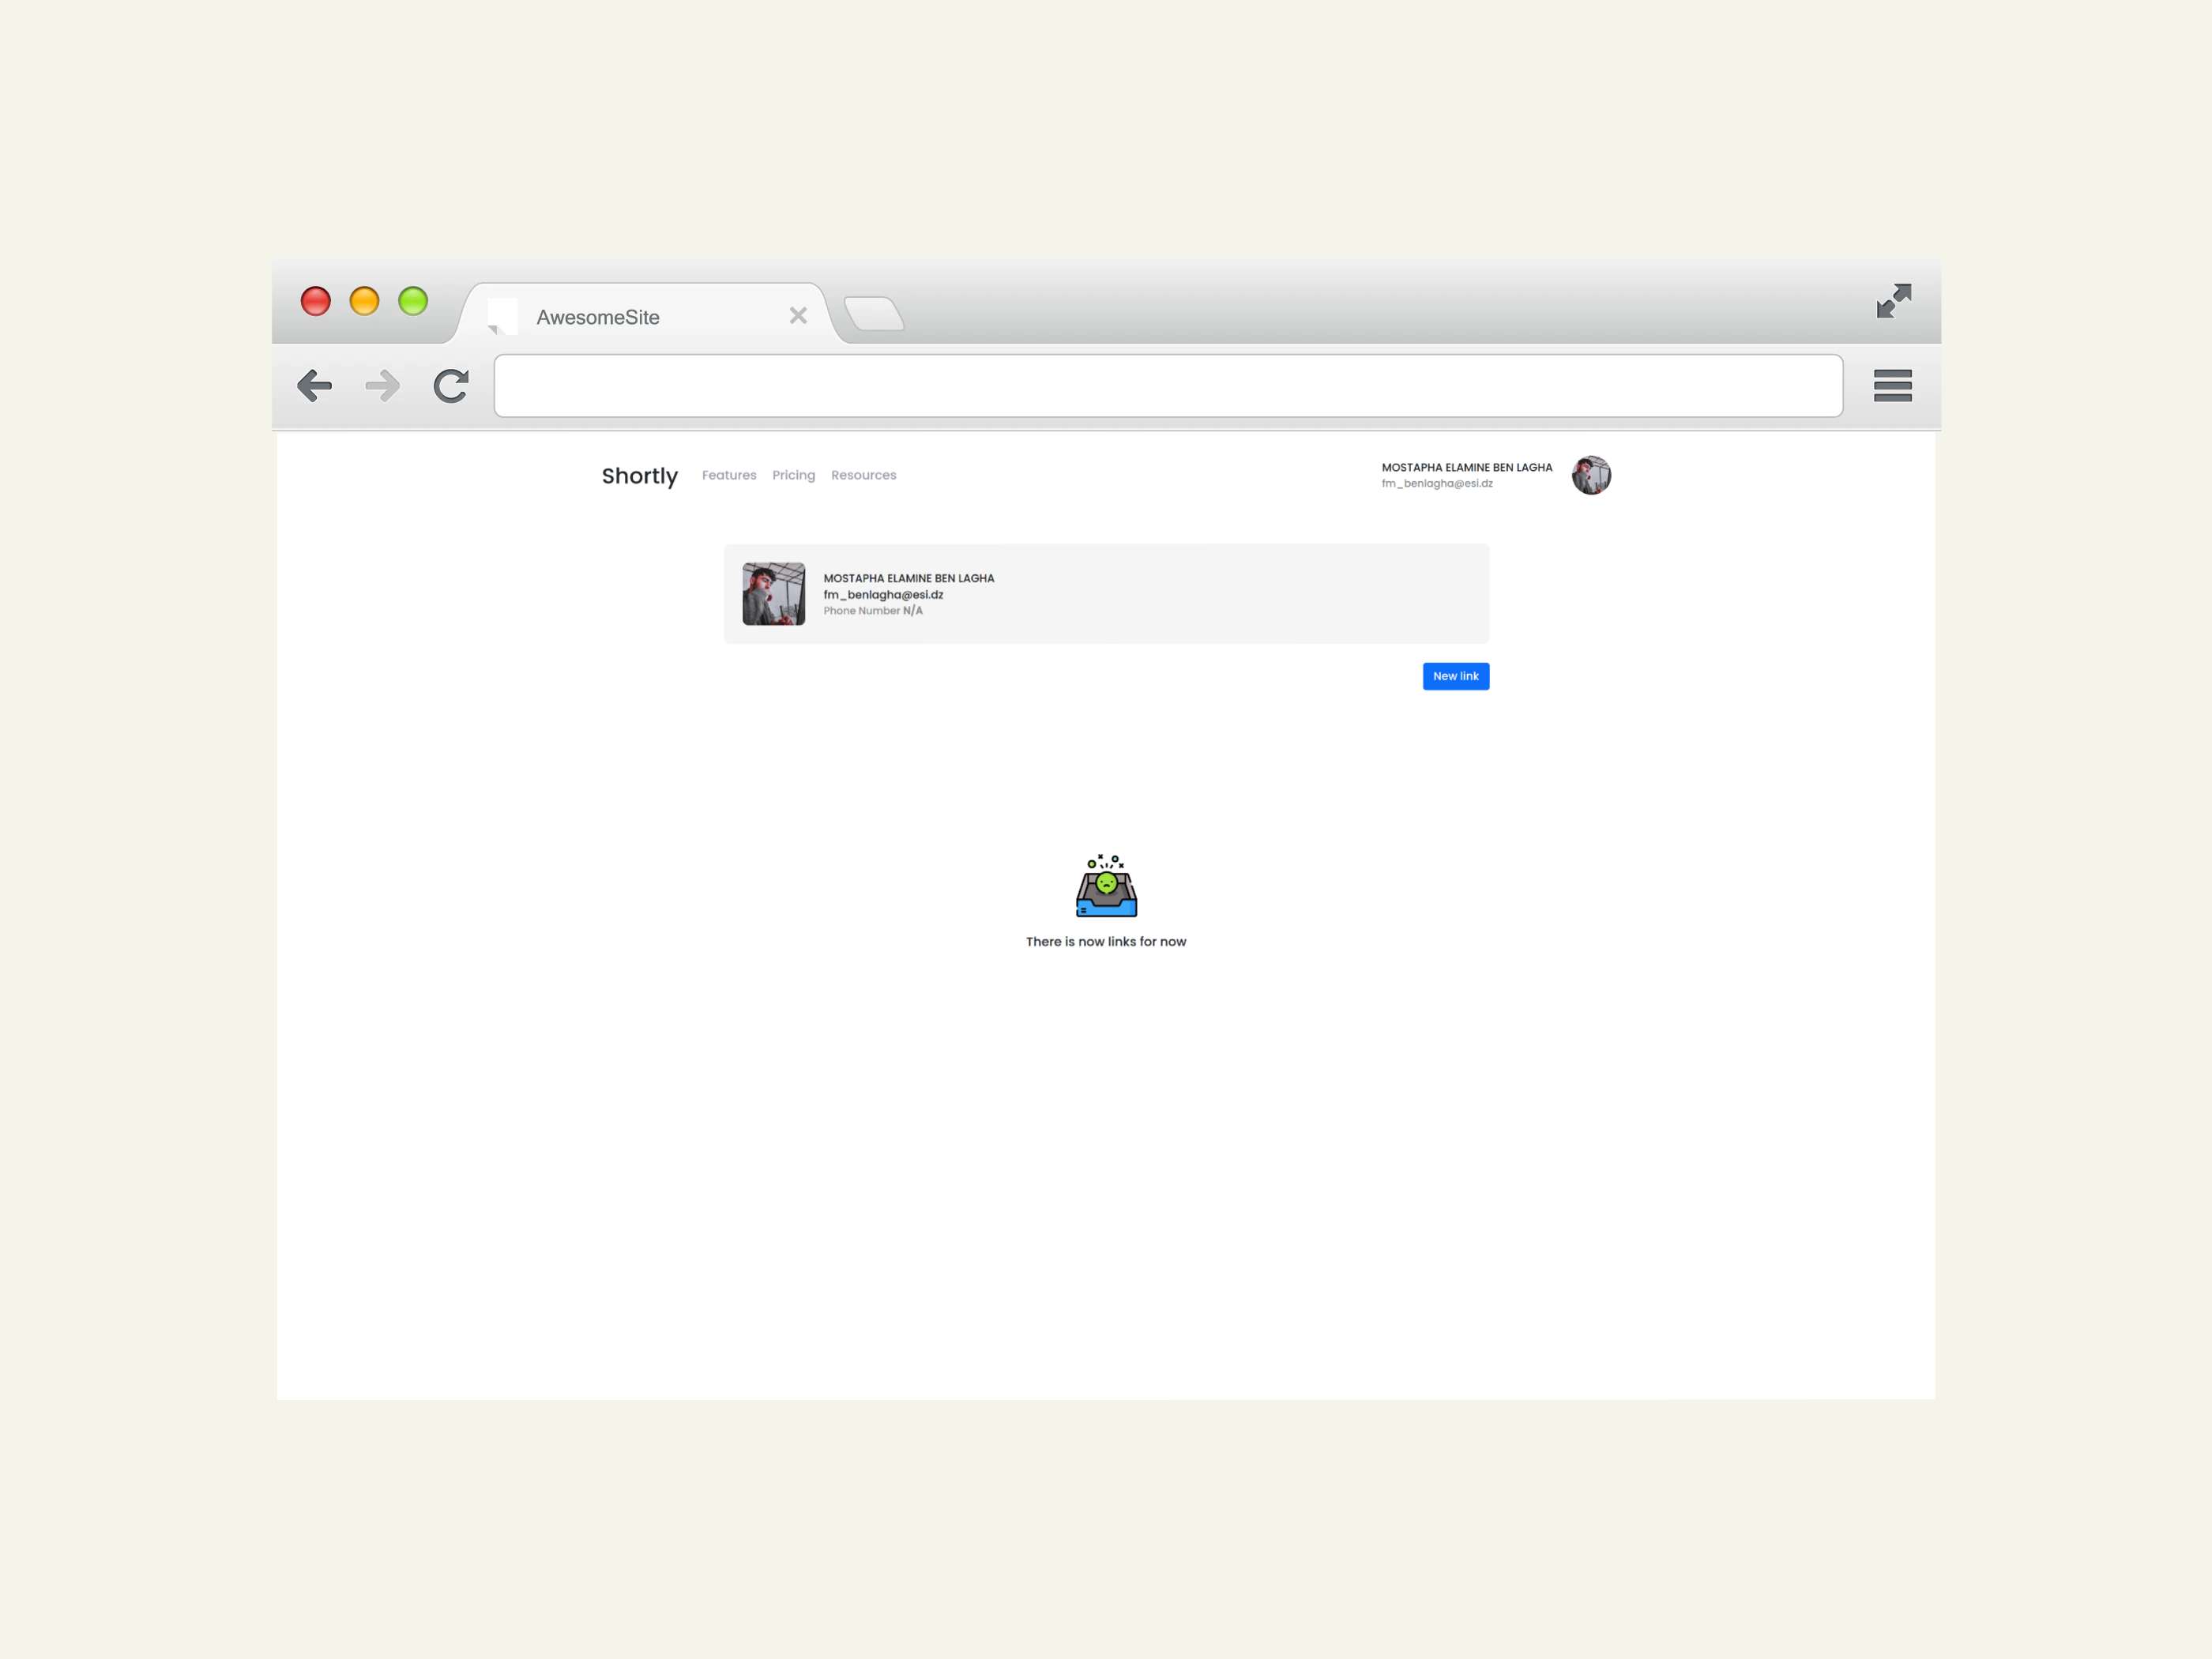 AwesomeSite
Shortly Features Pricing Resources
MOSTAPHA ELAMINE BEN LAGHA
fm_benlagha@esi.dz
MOSTAPHA ELAMINE BEN LAGHA
fm_benlagha@esi.dz
Phone Number N/A
New link
There is now links for now